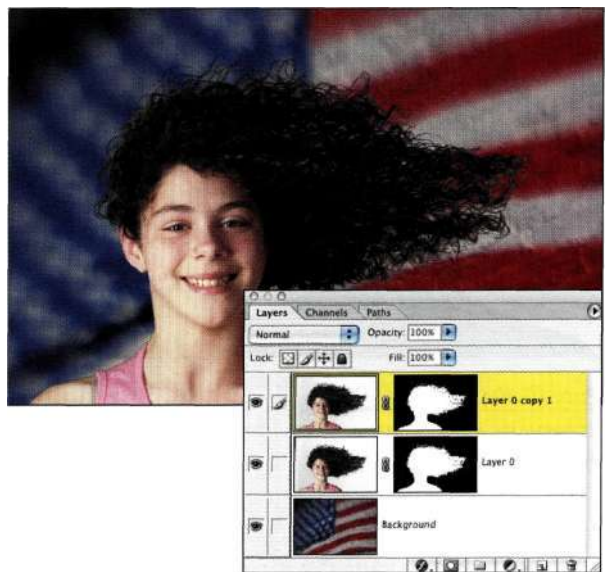 Layers Channels Paths
Normal Opacity: 100%
Lock: Fill: 100%
Layer 0 copy 1
Layer 0
Background